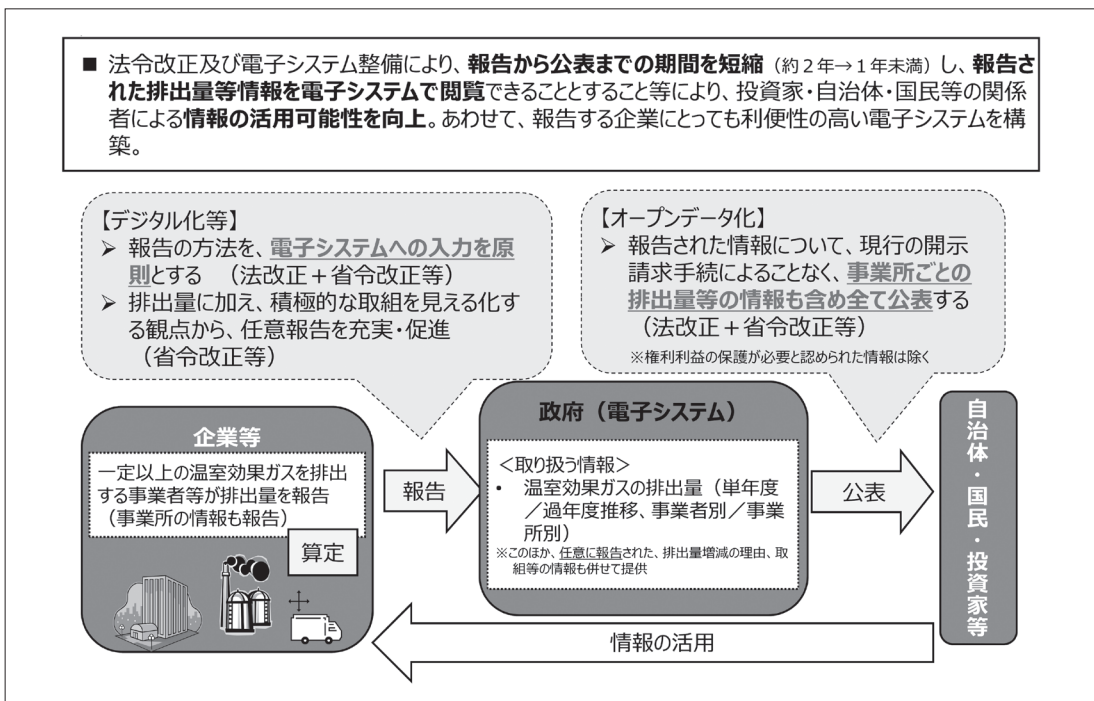 ■ 法令改正及び電子システム整備により、報告から公表までの期間を短縮（約２年→１年未満）し、報告さ
れた排出量等情報を電子システムで閲覧できることとすること等により、投資家・自治体・国民等の関係
者による情報の活用可能性を向上。あわせて、報告する企業にとっても利便性の高い電子システムを構
築。
【デジタル化等】
➢ 報告の方法を、電子システムへの入力を原
則とする （法改正＋省令改正等）
➢ 排出量に加え、積極的な取組を見える化す
る観点から、任意報告を充実・促進
（省令改正等）
【オープンデータ化】
➢ 報告された情報について、現行の開示
請求手続によることなく、事業所ごとの
排出量等の情報も含め全て公表する
（法改正＋省令改正等）
※権利利益の保護が必要と認められた情報は除く
企業等
一定以上の温室効果ガスを排出
する事業者等が排出量を報告
（事業所の情報も報告）
算定
報告
政府（電子システム）
＜取り扱う情報＞
• 温室効果ガスの排出量（単年度
／過年度推移、事業者別／事業
所別）
※このほか、任意に報告された、排出量増減の理由、取
組等の情報も併せて提供
公表
自治体・国民・投資家等
情報の活用